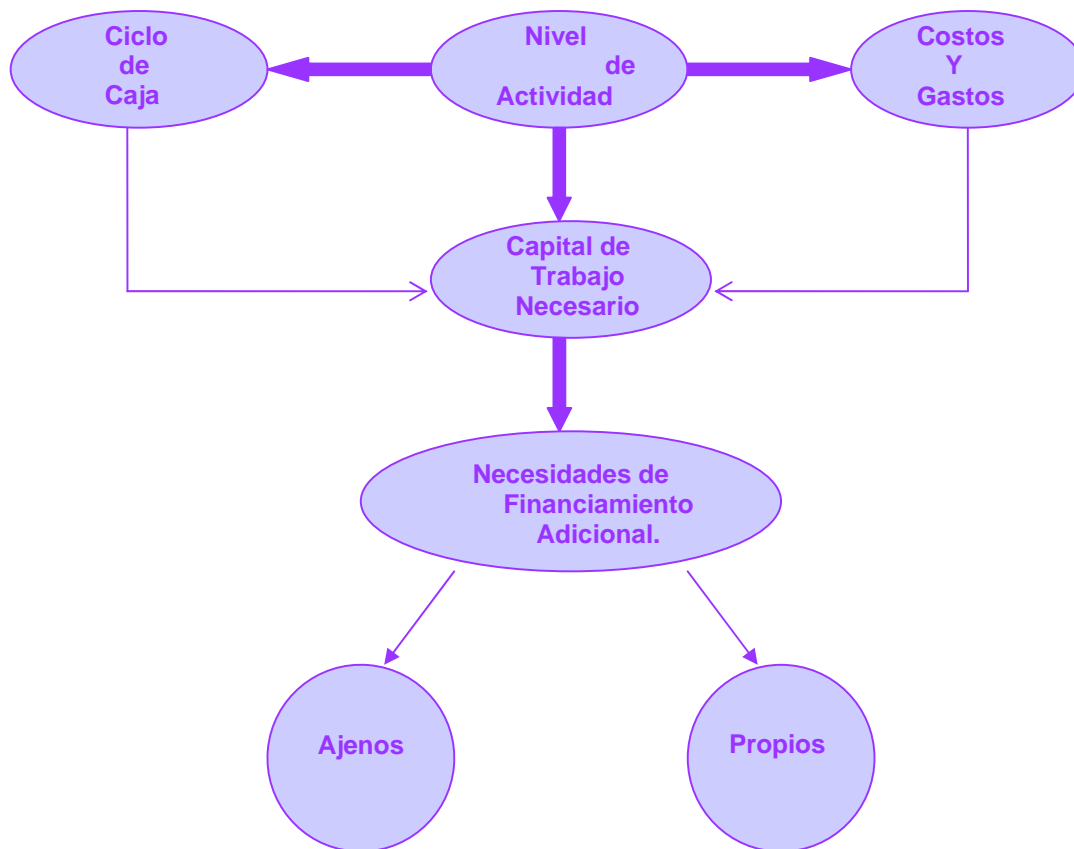 Ciclo
de
Caja
Nivel
de
Actividad
Costos
Y
Gastos
Capital de
Trabajo
Necesario
Necesidades de
Financiamiento
Adicional.
Ajenos
Propios